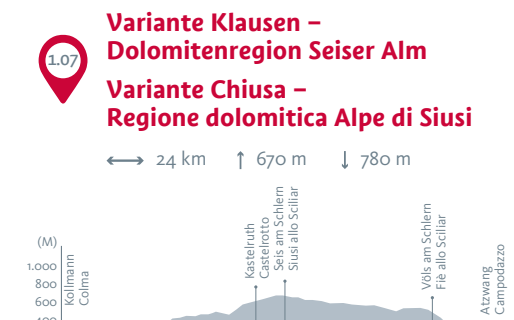 1.07
Variante Klausen –
Dolomitenregion Seiser Alm
Variante Chiusa –
Regione dolomitica Alpe di Siusi
24 km 670 m 780 m
(M)
1.000
800
600
400
Kollmann
Colma
Kastelruth
Castelrotto
Seis am Schlern
Siusi allo Sciliar
Völs am Schlern
Fiè allo Sciliar
Atzwang
Campodazzo